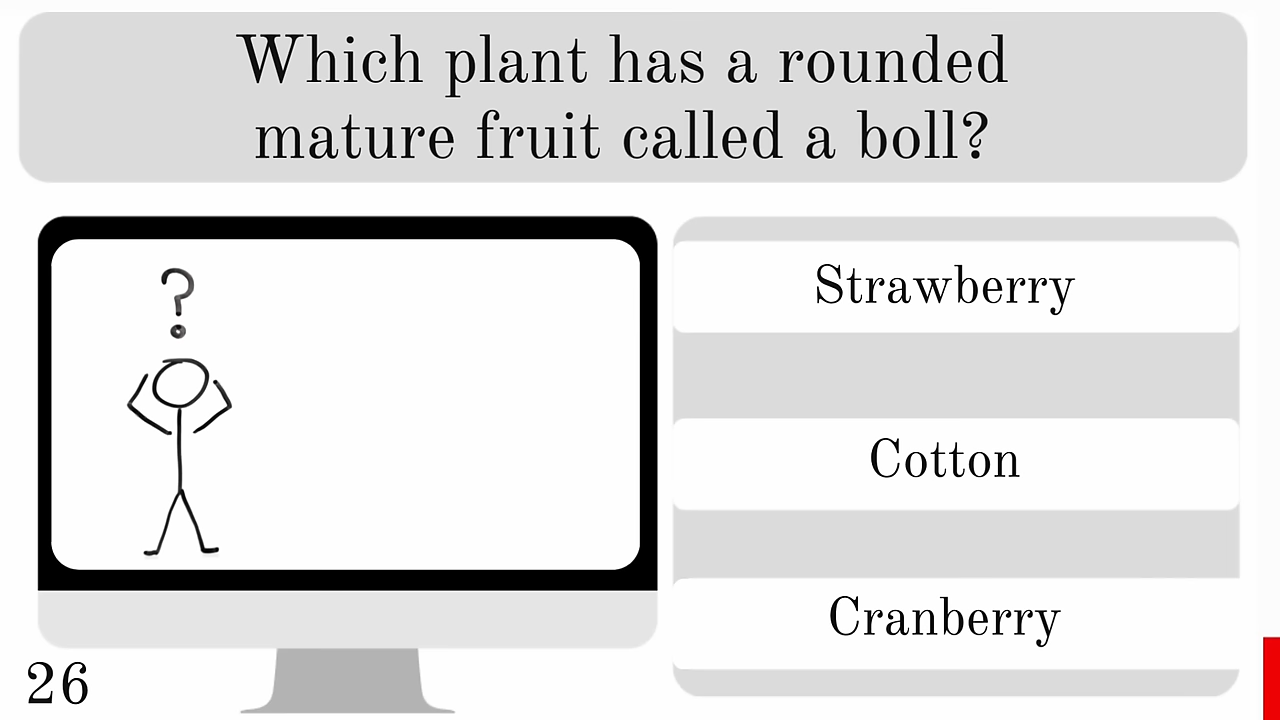 Which plant has a rounded
mature fruit called a boll?
?
Strawberry
Cotton
Cranberry
26